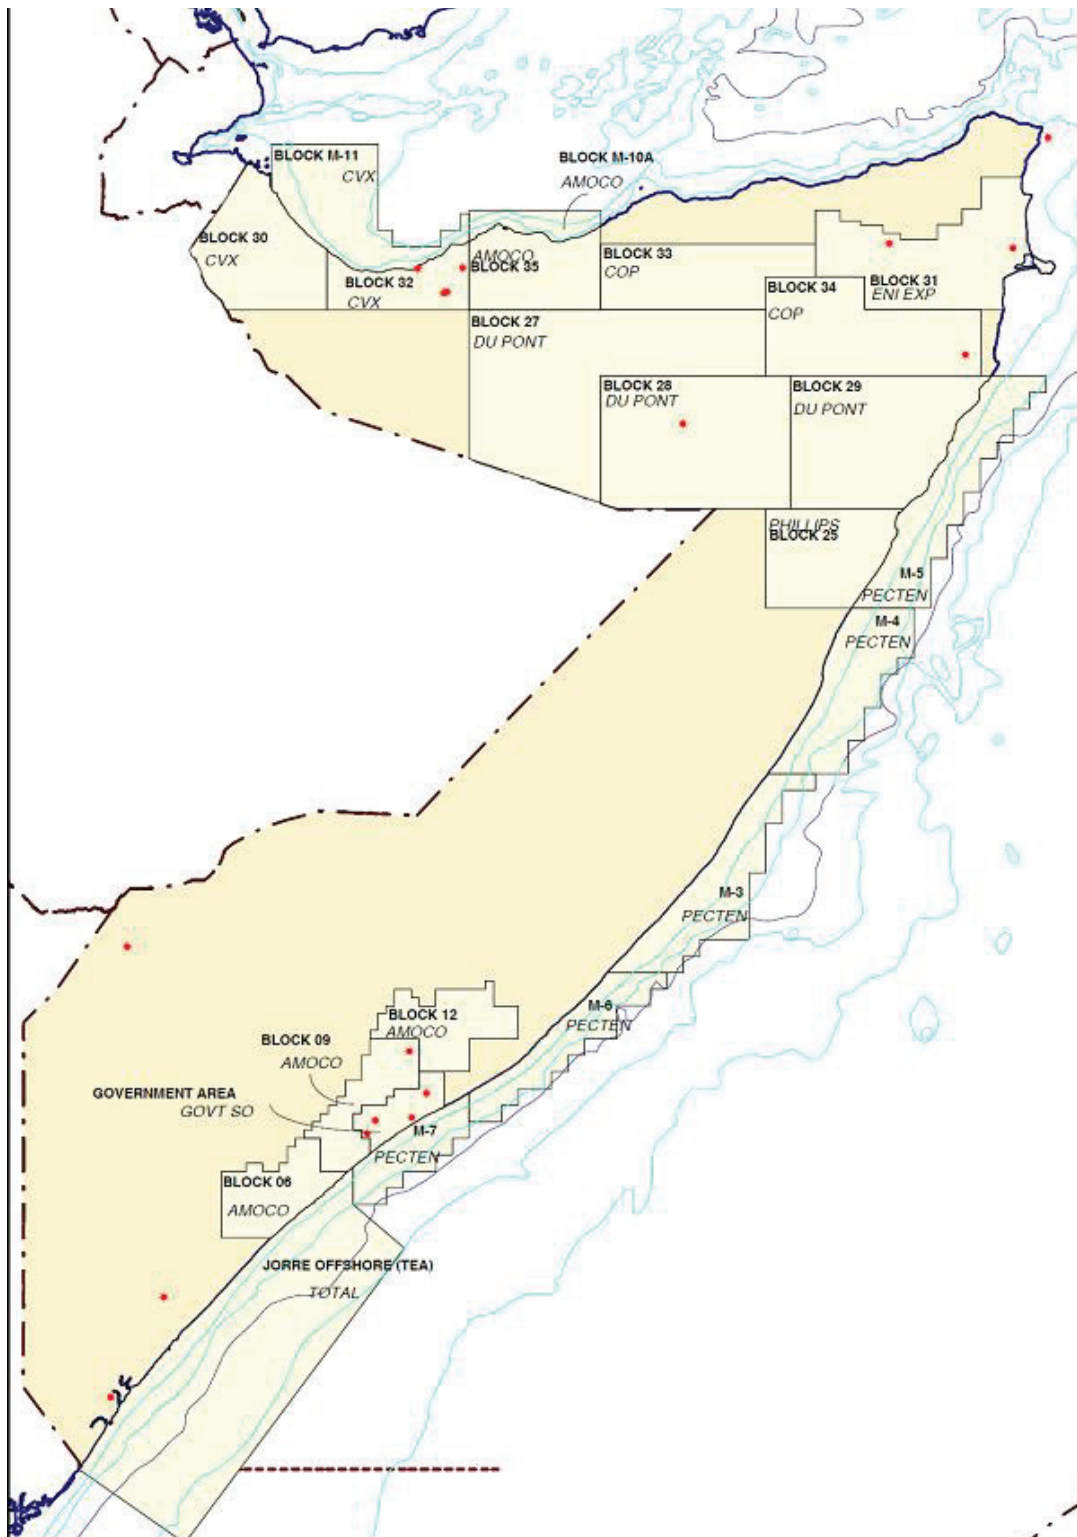 BLOCK M-11
CVX
BLOCK M-10A
AMOCO
BLOCK 30
CVX
BLOCK 32
CVX
AMOCO
BLOCK 35
BLOCK 33
COP
BLOCK 34
COP
BLOCK 31
ENI EXP
BLOCK 27
DU PONT
BLOCK 28
DU PONT
BLOCK 29
DU PONT
PHILLIPS
BLOCK 25
M-5
PECTEN
M-4
PECTEN
M-3
PECTEN
M-6
PECTEN
BLOCK 12
AMOCO
BLOCK 09
AMOCO
GOVERNMENT AREA
GOVT SO
M-7
PECTEN
BLOCK 06
AMOCO
JORRE OFFSHORE (TEA)
TOTAL